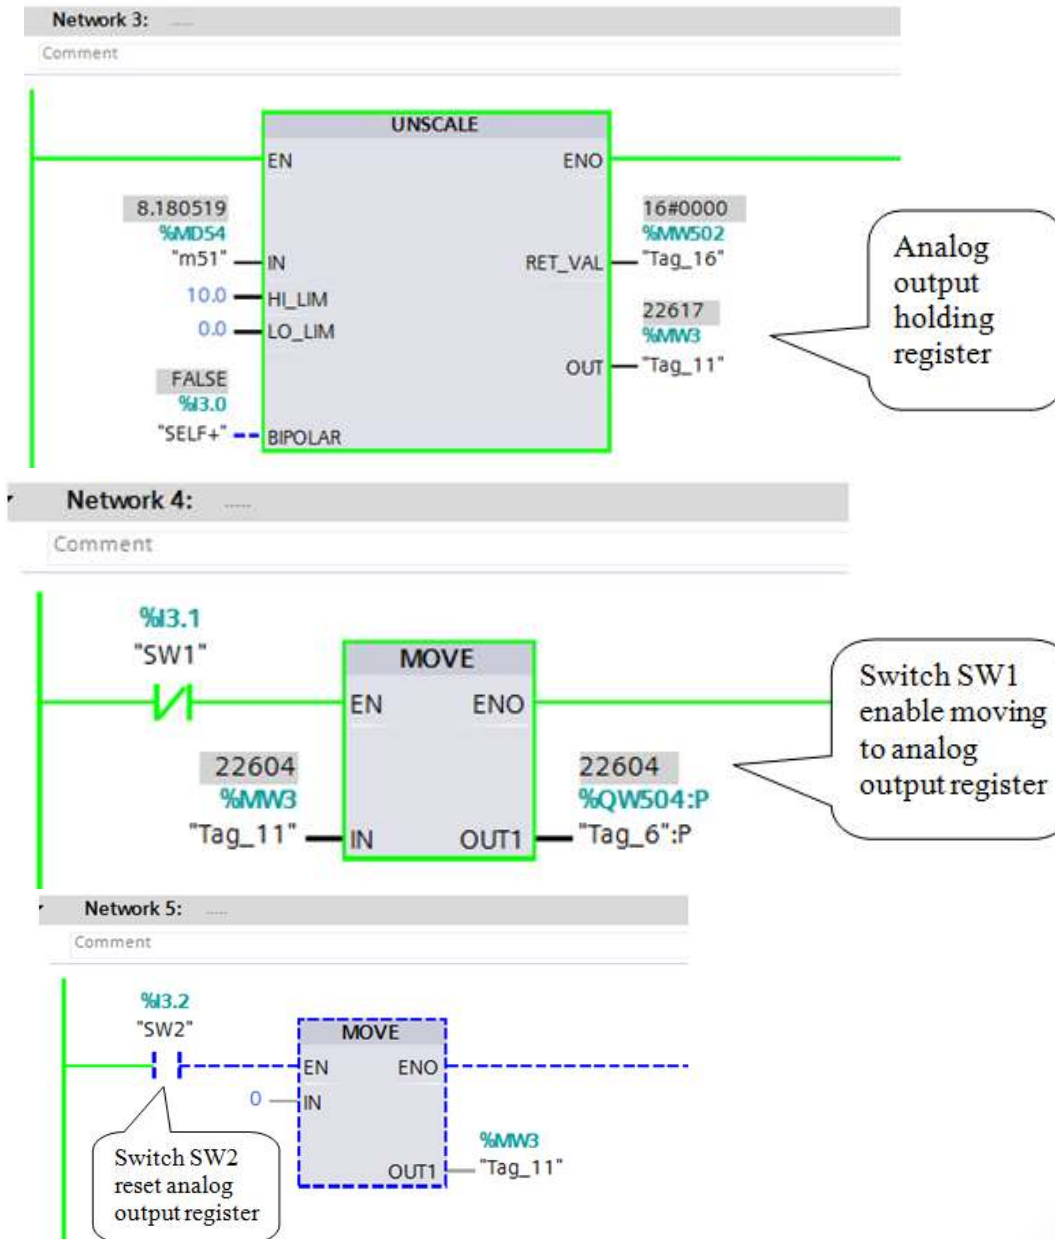 Network 3: .....
Comment
UNSCALE
EN ENO
8.180519
%MD54
"m51" IN
10.0 HI_LIM
0.0 LO_LIM
FALSE
%I3.0
"SELF+" BIPOLAR
16#0000
%MW502
RET_VAL "Tag_16"
22617
%MW3
OUT "Tag_11"
Analog
output
holding
register
Network 4: .....
Comment
%I3.1
"SW1"
MOVE
EN ENO
22604
%MW3
"Tag_11" IN
22604
%QW504:P
OUT1 "Tag_6":P
Switch SW1
enable moving
to analog
output register
Network 5: .....
Comment
%I3.2
"SW2"
MOVE
EN ENO
0 IN
%MW3
OUT1 "Tag_11"
Switch SW2
reset analog
output register